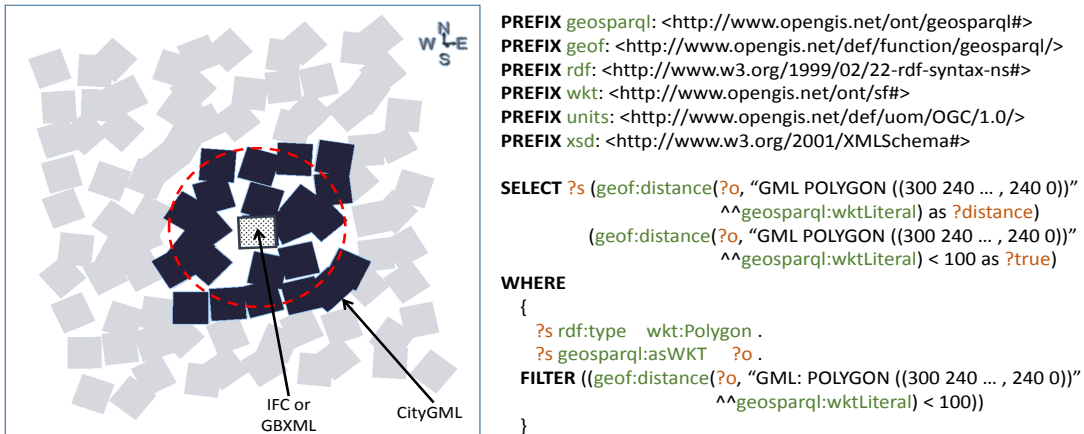 N
W E
S
IFC or
GBXML
CityGML
PREFIX geosparql: <http://www.opengis.net/ont/geosparql#>
PREFIX geof: <http://www.opengis.net/def/function/geosparql/>
PREFIX rdf: <http://www.w3.org/1999/02/22-rdf-syntax-ns#>
PREFIX wkt: <http://www.opengis.net/ont/sf#>
PREFIX units: <http://www.opengis.net/def/uom/OGC/1.0/>
PREFIX xsd: <http://www.w3.org/2001/XMLSchema#>
SELECT ?s (geof:distance(?o, “GML POLYGON ((300 240 ... , 240 0))”
^^geosparql:wktLiteral) as ?distance)
(geof:distance(?o, “GML POLYGON ((300 240 ... , 240 0))”
^^geosparql:wktLiteral) < 100 as ?true)
WHERE
{
?s rdf:type wkt:Polygon .
?s geosparql:asWKT ?o .
FILTER ((geof:distance(?o, “GML: POLYGON ((300 240 ... , 240 0))”
^^geosparql:wktLiteral) < 100))
}